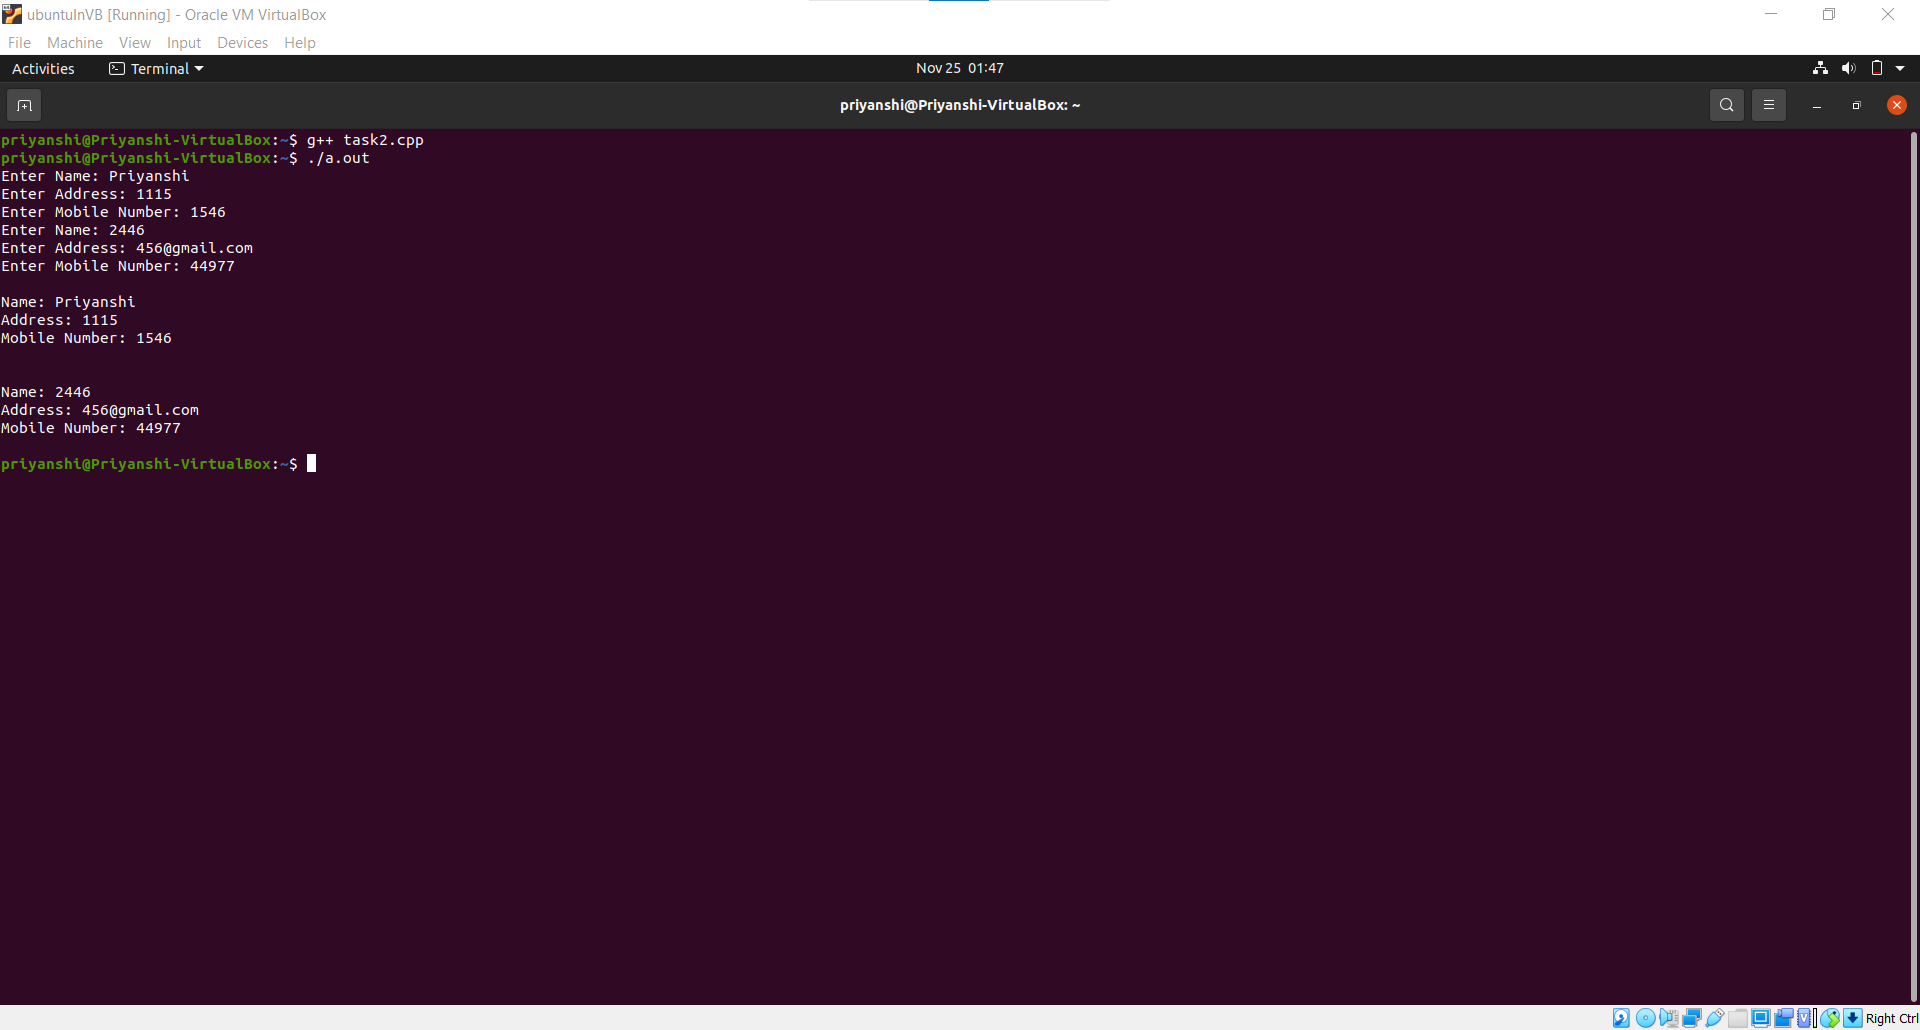 ubuntuInVB [Running] - Oracle VM VirtualBox
File Machine View Input Devices Help
Activities Terminal Nov 25 01:47
priyanshi@Priyanshi-VirtualBox: ~
priyanshi@Priyanshi-VirtualBox:~$ g++ task2.cpp
priyanshi@Priyanshi-VirtualBox:~$ ./a.out
Enter Name: Priyanshi
Enter Address: 1115
Enter Mobile Number: 1546
Enter Name: 2446
Enter Address: 456@gmail.com
Enter Mobile Number: 44977
Name: Priyanshi
Address: 1115
Mobile Number: 1546
Name: 2446
Address: 456@gmail.com
Mobile Number: 44977
priyanshi@Priyanshi-VirtualBox:~$
Right Ctrl